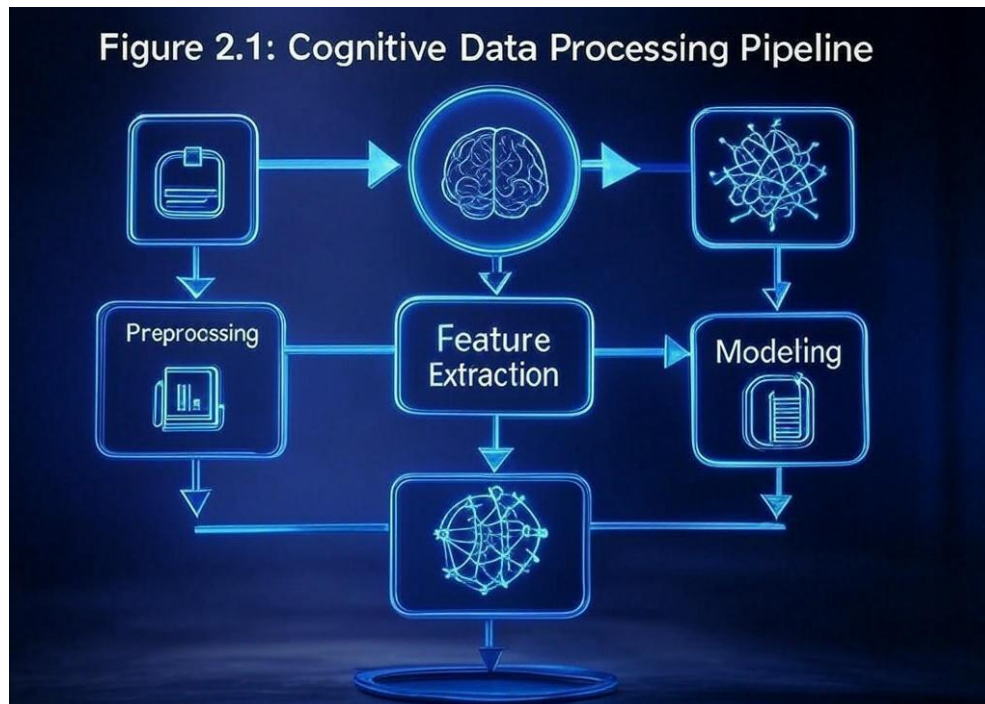 Figure 2.1: Cognitive Data Processing Pipeline
Preprocssing
Feature
Extraction
Modeling